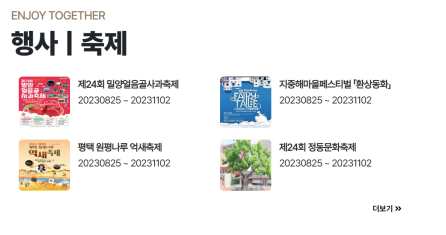 ENJOY TOGETHER
행사 | 축제
제24회 밀양얼음골사과축제
20230825 ~ 20231102
지중해마을페스티벌 「환상동화」
20230825 ~ 20231102
평택 원평나루 억새축제
20230825 ~ 20231102
제24회 정동문화축제
20230825 ~ 20231102
더보기 »